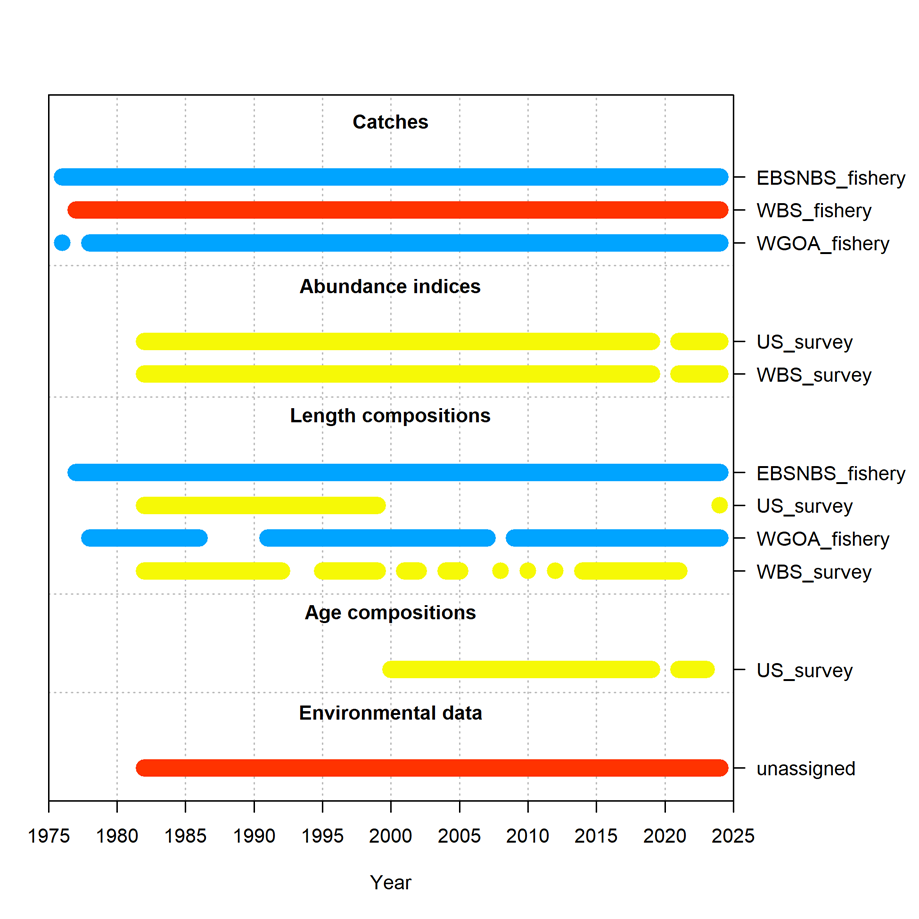 Catches
EBSNBS_fishery
WBS_fishery
WGOA_fishery
Abundance indices
US_survey
WBS_survey
Length compositions
EBSNBS_fishery
US_survey
WGOA_fishery
WBS_survey
Age compositions
US_survey
Environmental data
unassigned
1975 1980 1985 1990 1995 2000 2005 2010 2015 2020 2025
Year